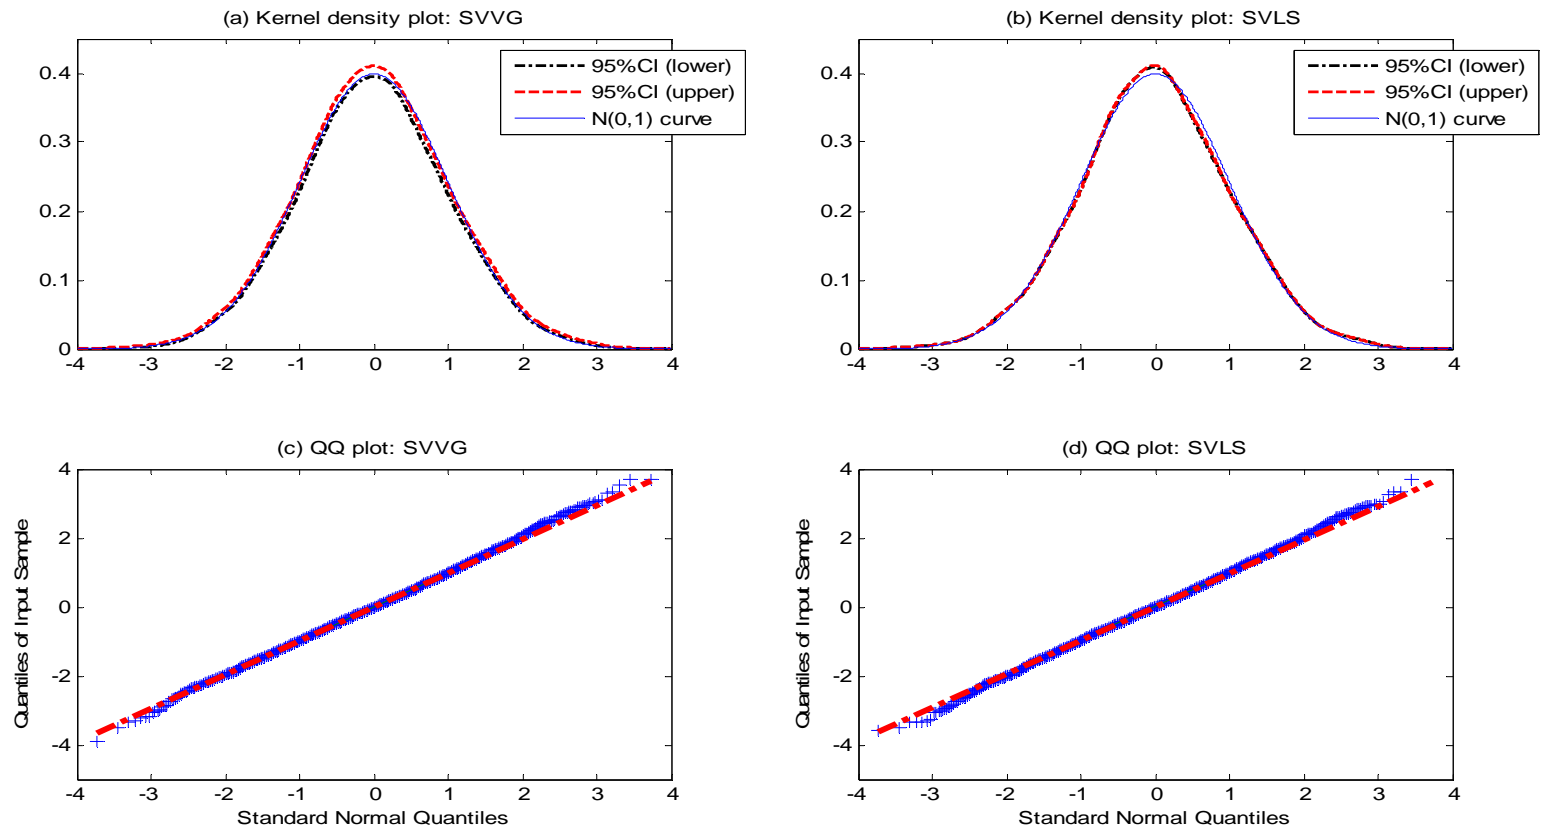 (a) Kernel density plot: SVVG
0.4
0.3
0.2
0.1
0
-4 -3 -2 -1 0 1 2 3 4
95%CI (lower)
95%CI (upper)
N(0,1) curve
(b) Kernel density plot: SVLS
0.4
0.3
0.2
0.1
0
-4 -3 -2 -1 0 1 2 3 4
95%CI (lower)
95%CI (upper)
N(0,1) curve
(c) QQ plot: SVVG
Quantiles of Input Sample
4
2
0
-2
-4
-4 -3 -2 -1 0 1 2 3 4
Standard Normal Quantiles
(d) QQ plot: SVLS
Quantiles of Input Sample
4
2
0
-2
-4
-4 -3 -2 -1 0 1 2 3 4
Standard Normal Quantiles